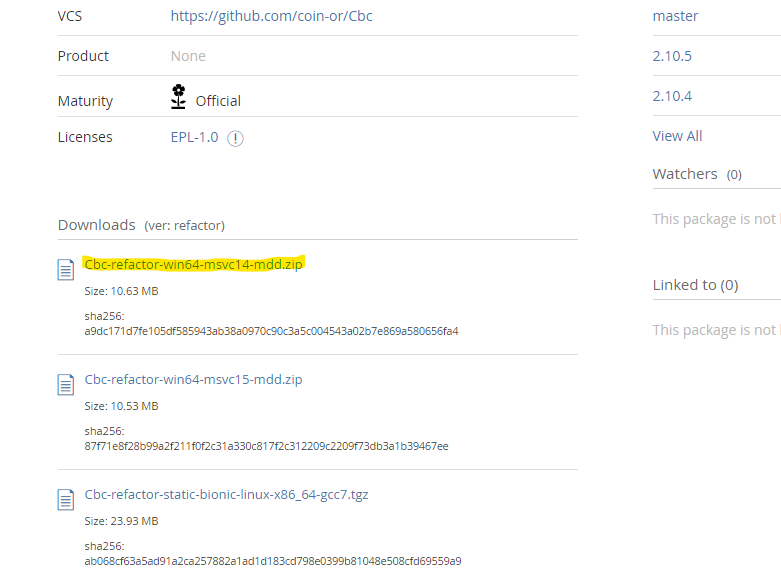 VCS https://github.com/coin-or/Cbc
Product None
Maturity Official
Licenses EPL-1.0
Downloads (ver: refactor)
Cbc-refactor-win64-msvc14-mdd.zip
Size: 10.63 MB
sha256:
a9dc171d7fe105df585943ab38a0970c90c3a5c004543a02b7e869a580656fa4
Cbc-refactor-win64-msvc15-mdd.zip
Size: 10.53 MB
sha256:
87f71e8f28b99a2f211f0f2c31a330c817f2c312209c2209f73db3a1b39467ee
Cbc-refactor-static-bionic-linux-x86_64-gcc7.tgz
Size: 23.93 MB
sha256:
ab068cf63a5ad91a2ca257882a1ad1d183cd798e0399b81048e508cfd69559a9
master
2.10.5
2.10.4
View All
Watchers (0)
This package is not
Linked to (0)
This package is not